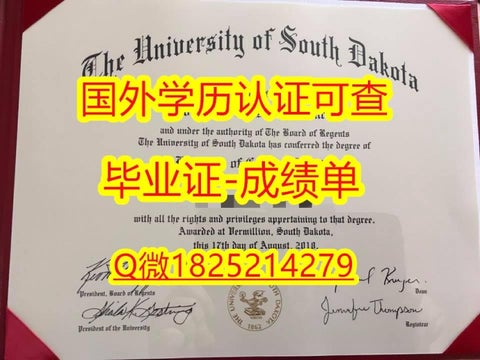 The University of South Dakota
国外学历认证可查
and under the authority of The Board of Regents
The University of South Dakota has conferred the degree of
毕业证-成绩单
with all the rights and privileges appertaining to that degree.
Awarded at Vermillion, South Dakota,
this 17th day of August, 2018.
Q微1825214279
President, Board of Regents
Dean
President of the University
Registrar
1862